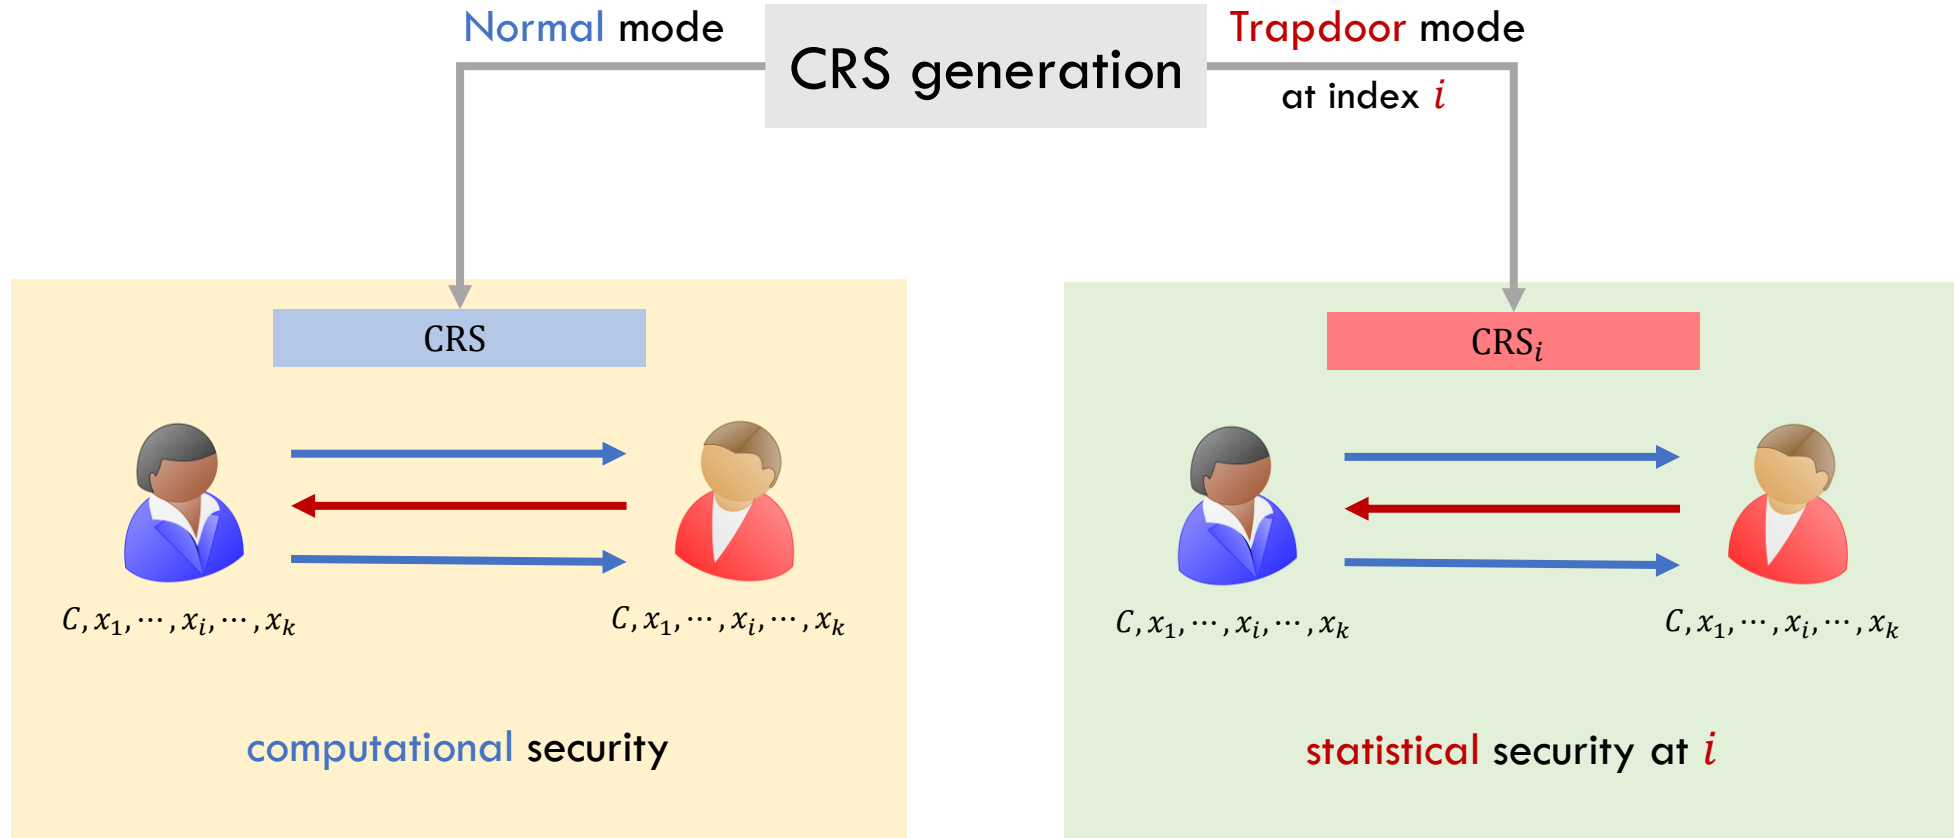 Normal mode
CRS generation
Trapdoor mode
at index i
CRS
C, x₁, ⋯, xᵢ, ⋯, xₖ
C, x₁, ⋯, xᵢ, ⋯, xₖ
computational security
CRSᵢ
C, x₁, ⋯, xᵢ, ⋯, xₖ
C, x₁, ⋯, xᵢ, ⋯, xₖ
statistical security at i